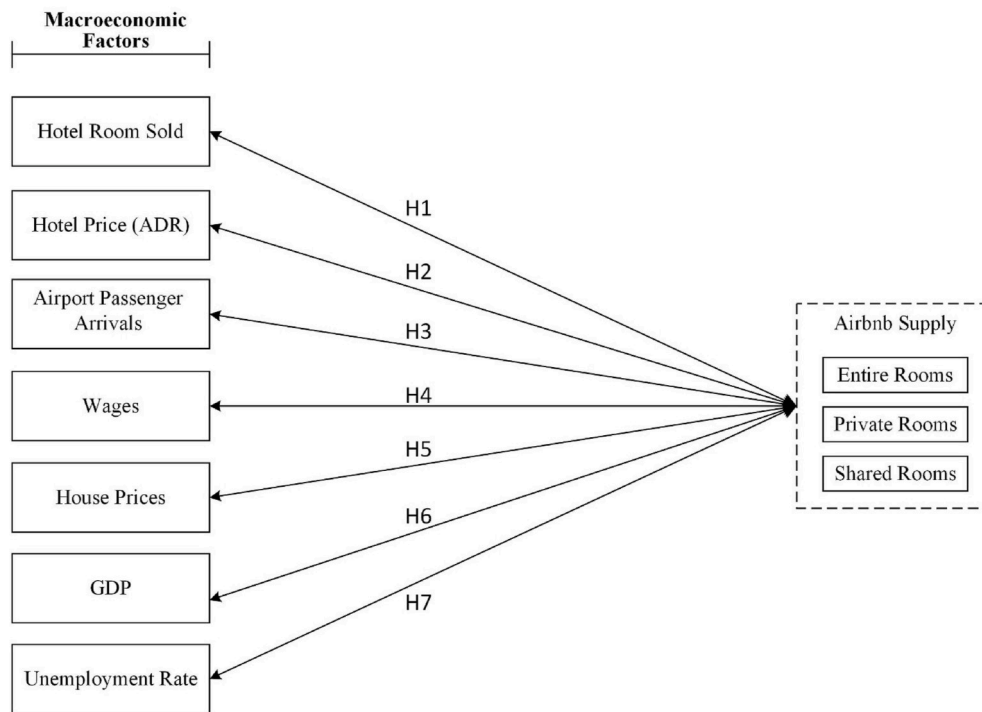 Macroeconomic
Factors
Hotel Room Sold
Hotel Price (ADR)
Airport Passenger
Arrivals
Wages
House Prices
GDP
Unemployment Rate
H1
H2
H3
H4
H5
H6
H7
Airbnb Supply
Entire Rooms
Private Rooms
Shared Rooms